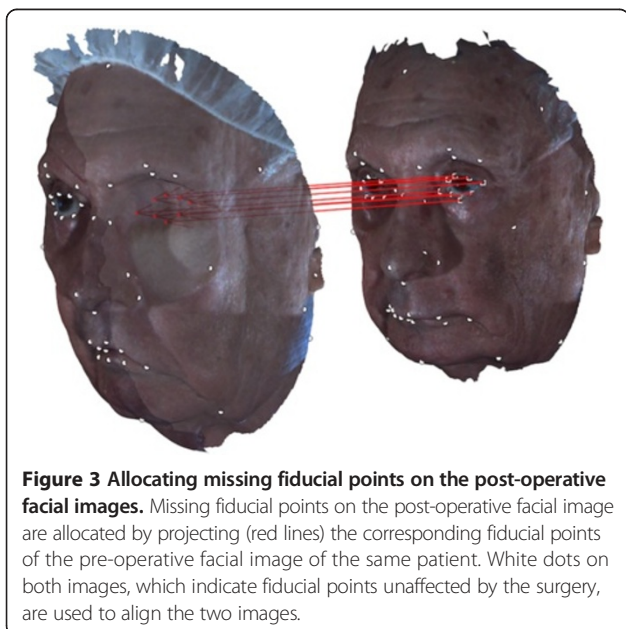 Figure 3 Allocating missing fiducial points on the post-operative
facial images. Missing fiducial points on the post-operative facial image
are allocated by projecting (red lines) the corresponding fiducial points
of the pre-operative facial image of the same patient. White dots on
both images, which indicate fiducial points unaffected by the surgery,
are used to align the two images.